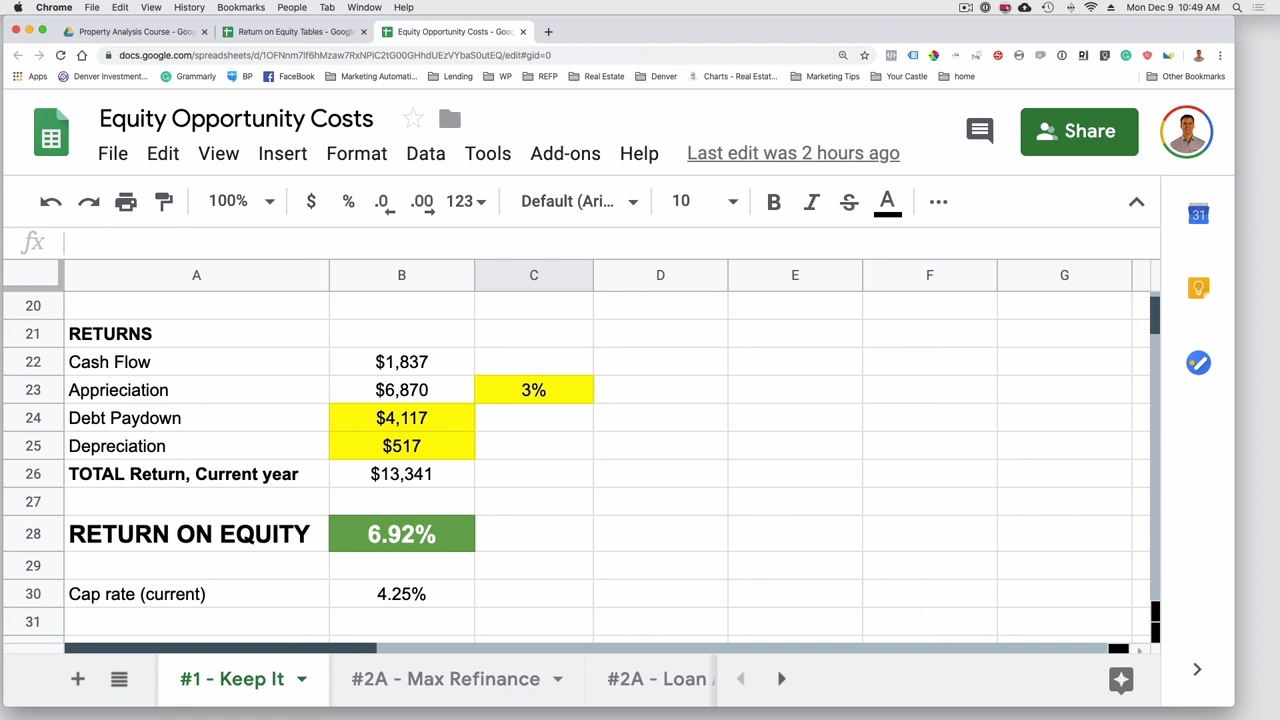 Chrome File Edit View History Bookmarks People Tab Window Help Mon Dec 9 10:49 AM
Property Analysis Course - Goo Return on Equity Tables - Google Equity Opportunity Costs - Goo
docs.google.com/spreadsheets/d/1OFNnm7lf6hMzaw7RxNPiC2tG00GHhdUEzVYbaS0utEQ/edit#gid=0
Apps Denver Investment... Grammarly BP FaceBook Marketing Automati... Lending WP REFP Real Estate Denver Charts - Real Estat... Marketing Tips Your Castle home Other Bookmarks
Equity Opportunity Costs
Share
File Edit View Insert Format Data Tools Add-ons Help Last edit was 2 hours ago
100% $ % .0 .00 123 Default (Ari... 10 B I S A
31
fx
A B C D E F G
20
21 RETURNS
22 Cash Flow $1,837
23 Appriciation $6,870 3%
24 Debt Paydown $4,117
25 Depreciation $517
26 TOTAL Return, Current year $13,341
27
28 RETURN ON EQUITY 6.92%
29
30 Cap rate (current) 4.25%
31
#1 - Keep It #2A - Max Refinance #2A - Loan